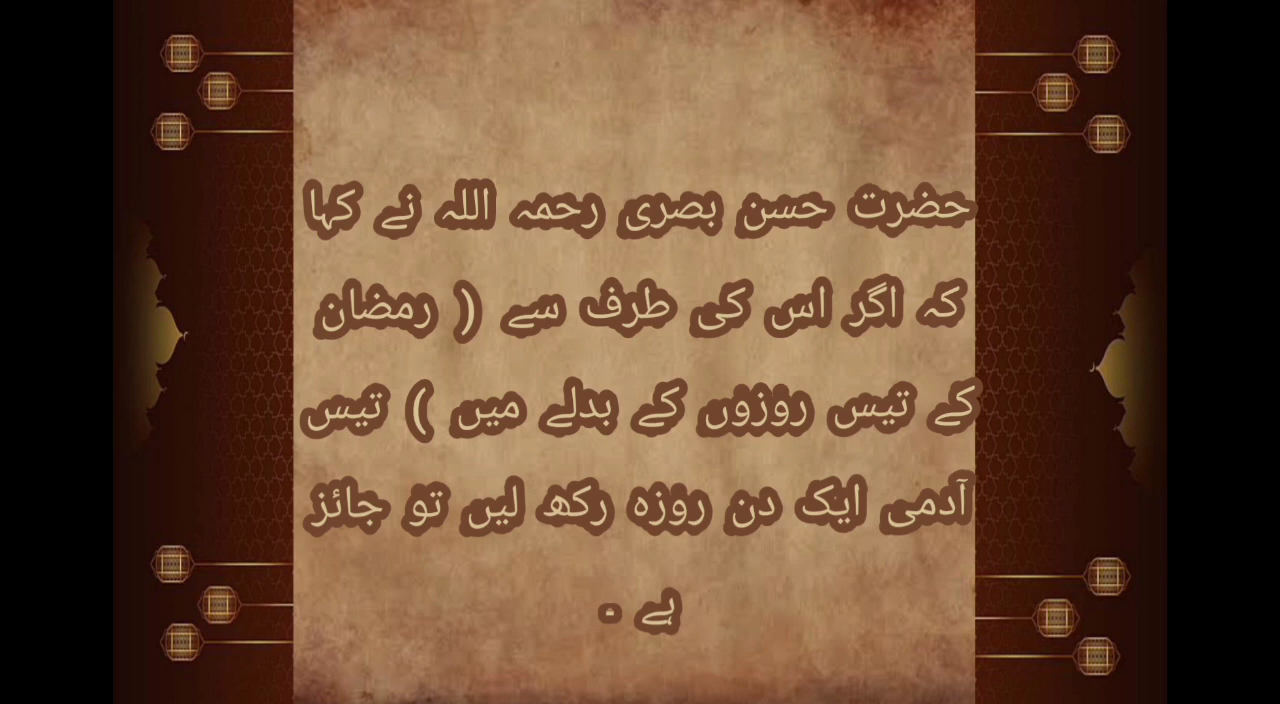 حضرت حسن بصری رحمہ اللہ نے کہا
کہ اگر اس کی طرف سے ( رمضان
کے تیس روزوں کے بدلے میں ) تیس
آدمی ایک دن روزہ رکھ لیں تو جائز
ہے ۔